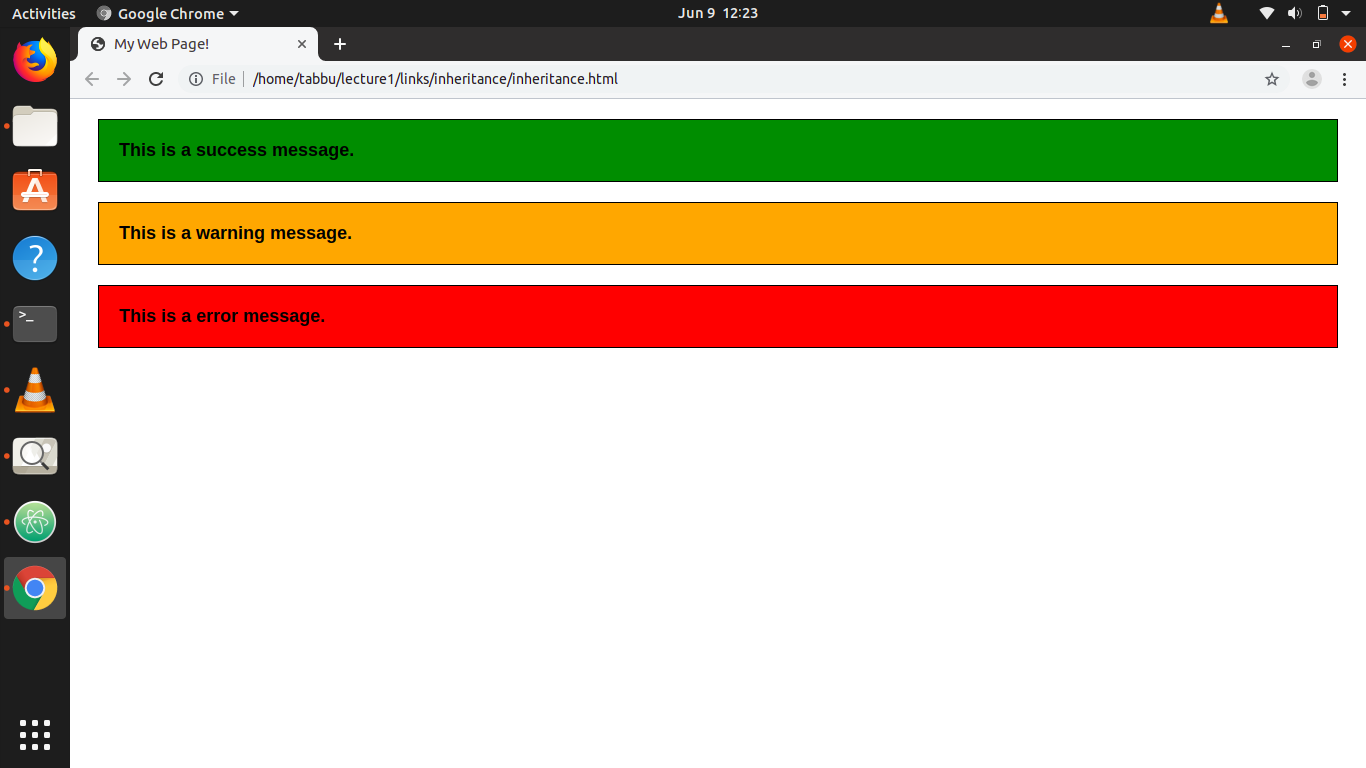 Activities Google Chrome Jun 9 12:23
My Web Page!
File /home/tabbu/lecture1/links/inheritance/inheritance.html
This is a success message.
This is a warning message.
This is a error message.